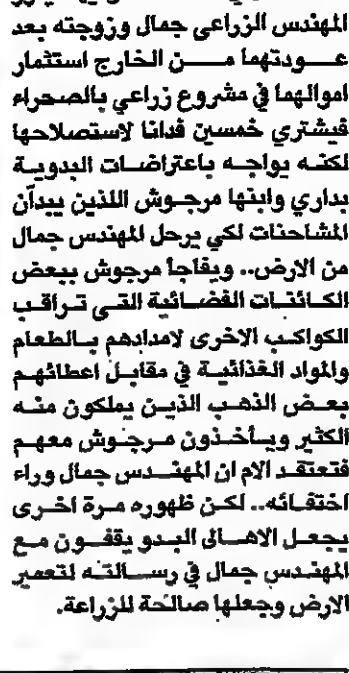 المهندس الزراعي جمال وزوجته بعد
عودتهما من الخارج استثمار
اموالهما في مشروع زراعي بالصحراء
فيشتري خمسين فدانا لاستصلاحها
لكنه يواجه باعتراضات البدوية
بداري وابنها مرجوش اللذين يبدآن
المشاحنات لكي يرحل المهندس جمال
من الارض.. ويفاجأ مرجوش ببعض
الكائنات الفضائية التي تراقب
الكواكب الاخرى لامدادهم بالطعام
والمواد الغذائية في مقابل اعطائهم
بعض الذهب الذين يملكون منه
الكثير ويأخذون مرجوش معهم
فتعتقد الام ان المهندس جمال وراء
اختفائه.. لكن ظهوره مرة اخرى
يجعل الاهالى البدو يقفون مع
المهندس جمال في رسالته لتعمير
الارض وجعلها صالحة للزراعة.